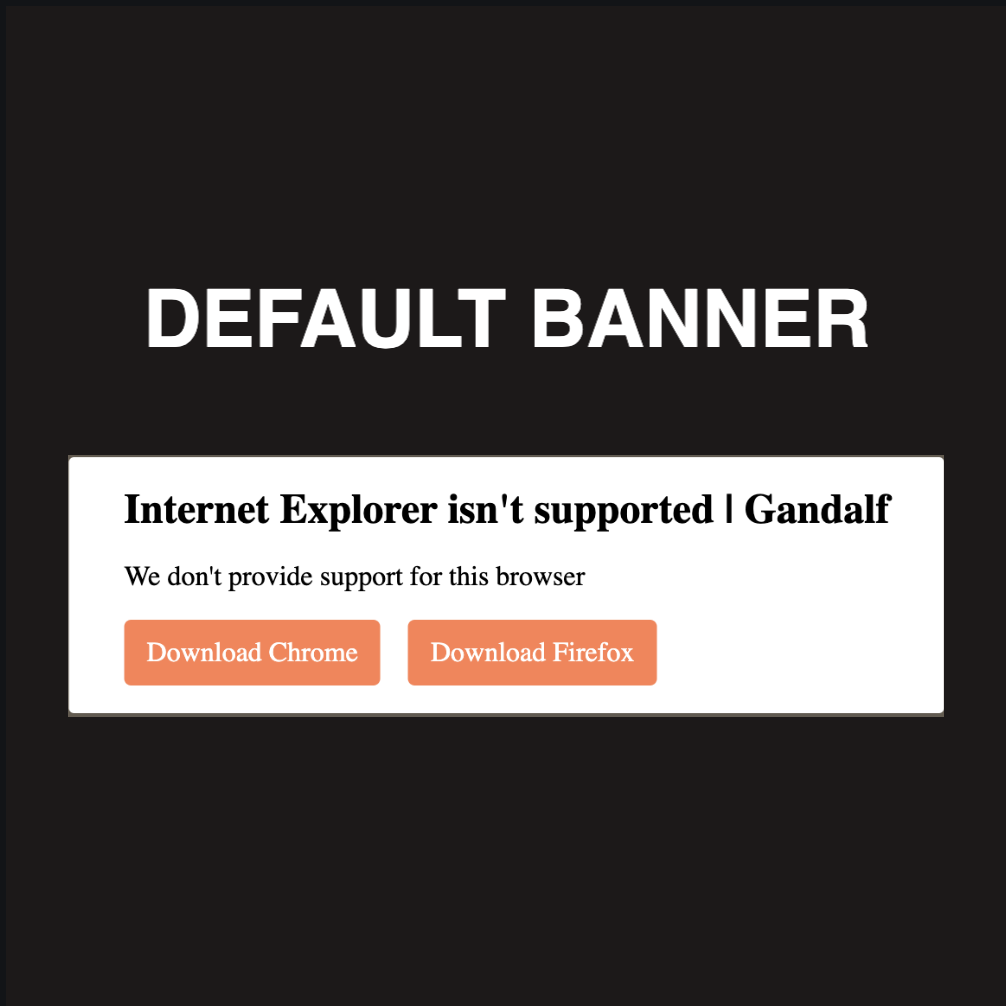 DEFAULT BANNER
Internet Explorer isn't supported | Gandalf
We don't provide support for this browser
Download Chrome
Download Firefox